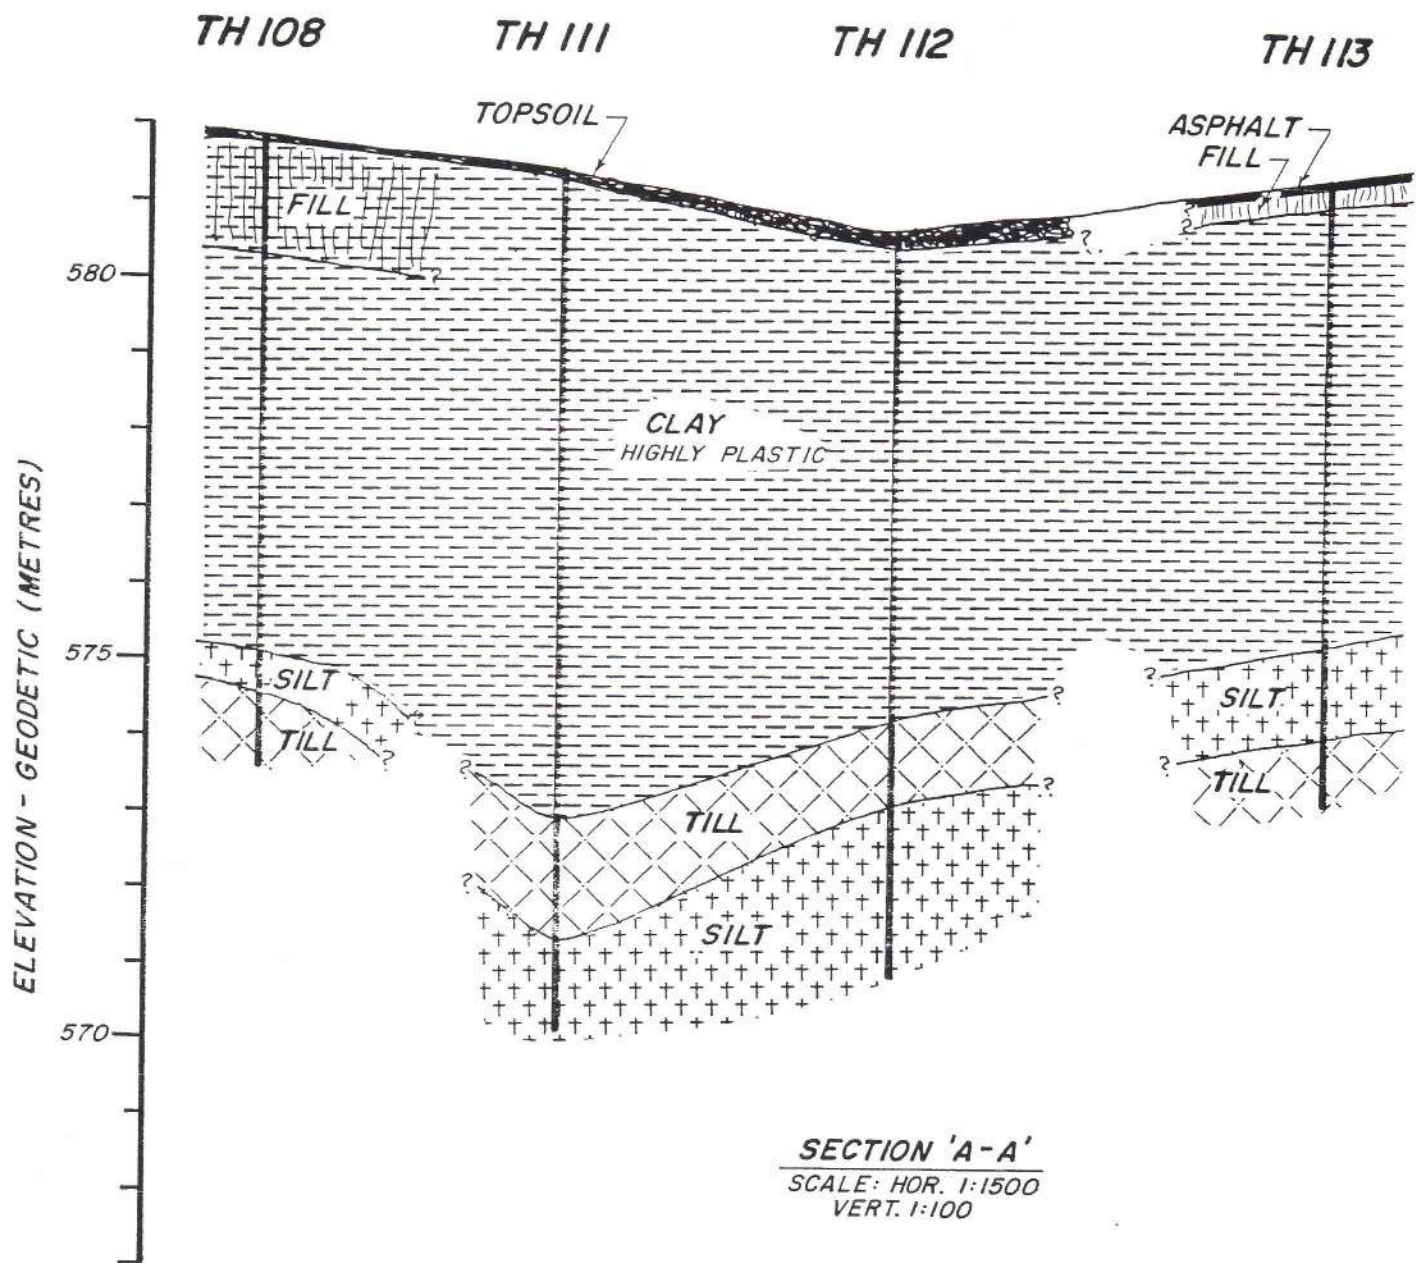 TH 108
TH 111
TH 112
TH 113
TOPSOIL
ASPHALT
FILL
FILL
?
?
?
?
580
CLAY
HIGHLY PLASTIC
ELEVATION - GEODETIC (METRES)
575
SILT
TILL
?
?
?
?
SILT
?
?
TILL
?
?
TILL
?
SILT
570
SECTION 'A-A'
SCALE: HOR. 1:1500
VERT. 1:100